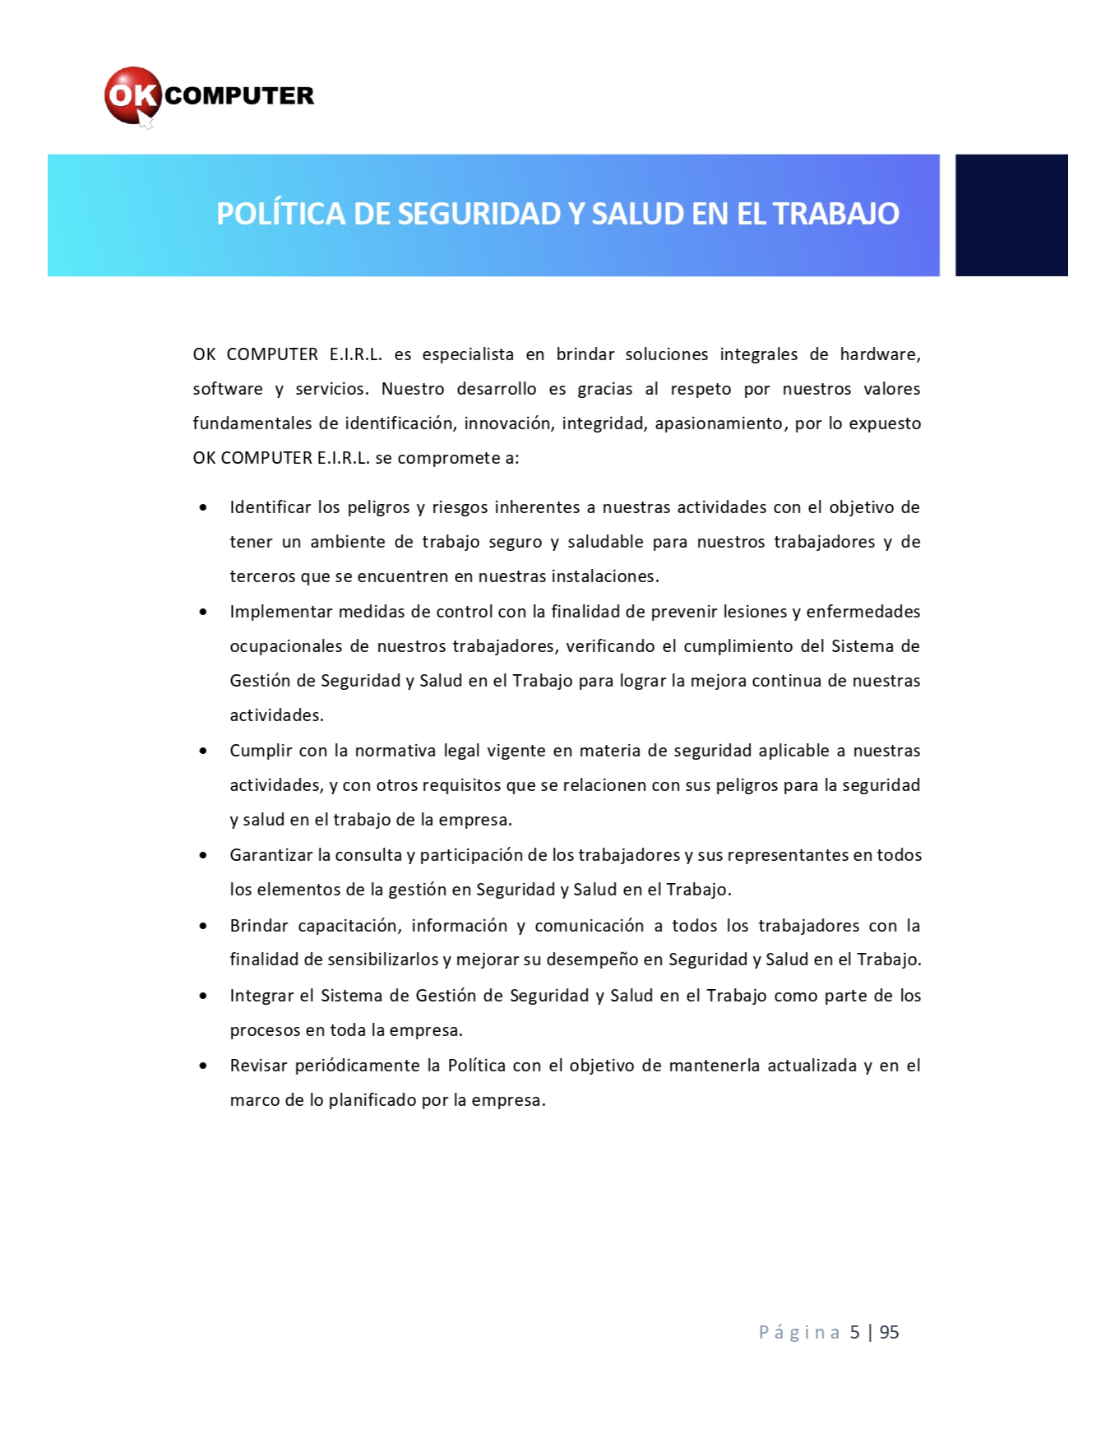 OK COMPUTER
POLÍTICA DE SEGURIDAD Y SALUD EN EL TRABAJO
OK COMPUTER E.I.R.L. es especialista en brindar soluciones integrales de hardware,
software y servicios. Nuestro desarrollo es gracias al respeto por nuestros valores
fundamentales de identificación, innovación, integridad, apasionamiento, por lo expuesto
OK COMPUTER E.I.R.L. se compromete a:
• Identificar los peligros y riesgos inherentes a nuestras actividades con el objetivo de
tener un ambiente de trabajo seguro y saludable para nuestros trabajadores y de
terceros que se encuentren en nuestras instalaciones.
• Implementar medidas de control con la finalidad de prevenir lesiones y enfermedades
ocupacionales de nuestros trabajadores, verificando el cumplimiento del Sistema de
Gestión de Seguridad y Salud en el Trabajo para lograr la mejora continua de nuestras
actividades.
• Cumplir con la normativa legal vigente en materia de seguridad aplicable a nuestras
actividades, y con otros requisitos que se relacionen con sus peligros para la seguridad
y salud en el trabajo de la empresa.
• Garantizar la consulta y participación de los trabajadores y sus representantes en todos
los elementos de la gestión en Seguridad y Salud en el Trabajo.
• Brindar capacitación, información y comunicación a todos los trabajadores con la
finalidad de sensibilizarlos y mejorar su desempeño en Seguridad y Salud en el Trabajo.
• Integrar el Sistema de Gestión de Seguridad y Salud en el Trabajo como parte de los
procesos en toda la empresa.
• Revisar periódicamente la Política con el objetivo de mantenerla actualizada y en el
marco de lo planificado por la empresa.
Página 5 | 95